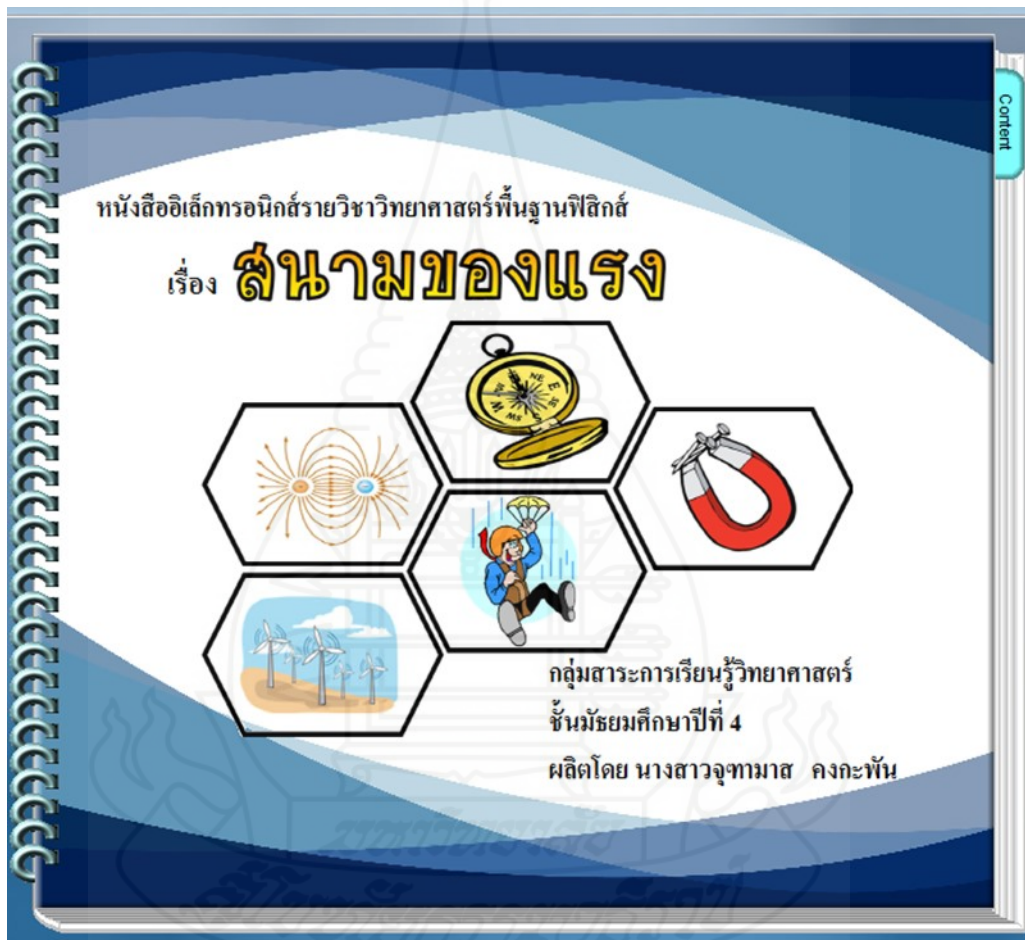 Content
หนังสืออิเล็กทรอนิกส์รายวิชาวิทยาศาสตร์พื้นฐานฟิสิกส์
เรื่อง สนามของแรง
NE
E
SE
S
SW
W
กลุ่มสาระการเรียนรู้วิทยาศาสตร์
ชั้นมัธยมศึกษาปีที่ 4
ผลิตโดย นางสาวจุฑามาส คงกะพัน